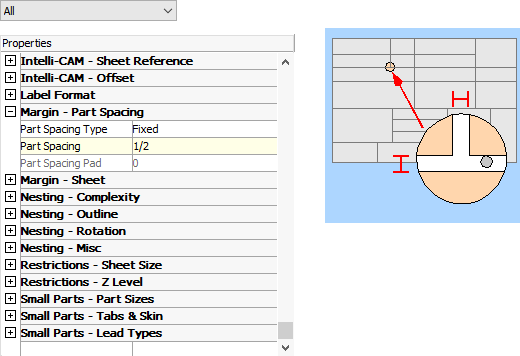 All
Properties
Intelli-CAM - Sheet Reference
Intelli-CAM - Offset
Label Format
Margin - Part Spacing
Part Spacing Type Fixed
Part Spacing 1/2
Part Spacing Pad 0
Margin - Sheet
Nesting - Complexity
Nesting - Outline
Nesting - Rotation
Nesting - Misc
Restrictions - Sheet Size
Restrictions - Z Level
Small Parts - Part Sizes
Small Parts - Tabs & Skin
Small Parts - Lead Types